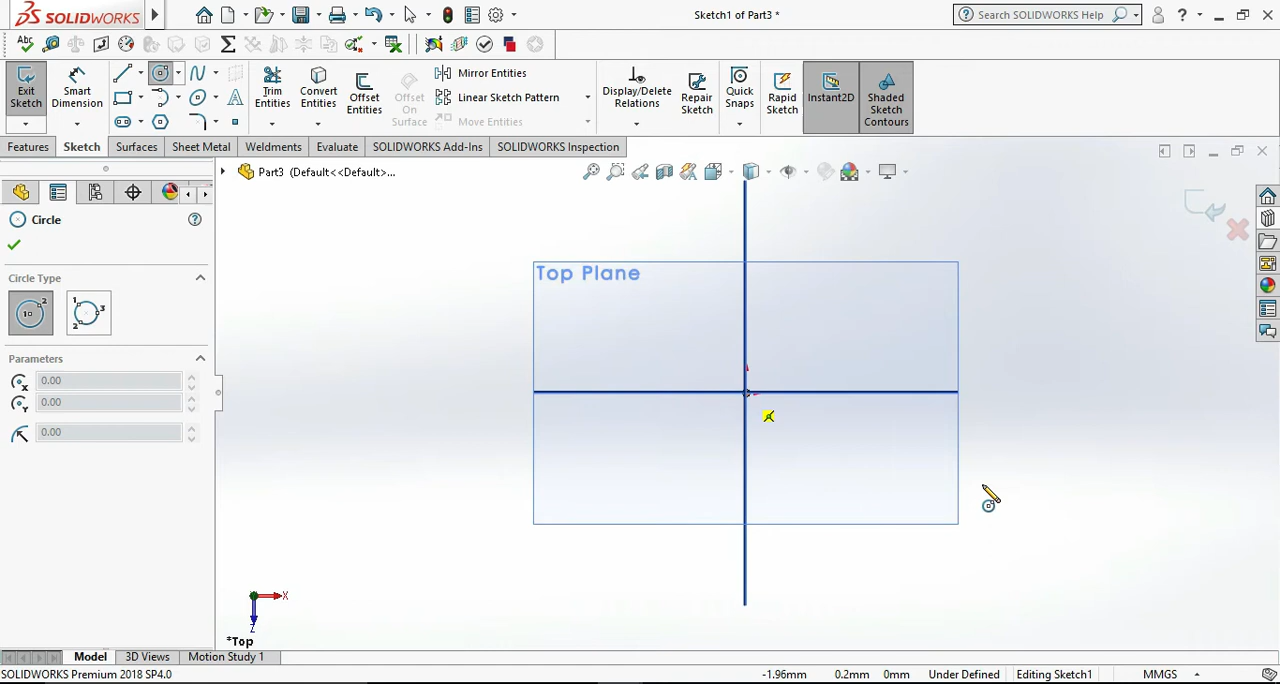 SOLIDWORKS
Sketch1 of Part3 *
Search SOLIDWORKS Help
Exit Sketch
Smart Dimension
Trim Entities
Convert Entities
Offset Entities
Offset On Surface
Mirror Entities
Linear Sketch Pattern
Move Entities
Display/Delete Relations
Repair Sketch
Quick Snaps
Rapid Sketch
Instant2D
Shaded Sketch Contours
Features Sketch Surfaces Sheet Metal Weldments Evaluate SOLIDWORKS Add-Ins SOLIDWORKS Inspection
Part3 (Default<<Default>...
Circle
Circle Type
Parameters
0.00
0.00
0.00
Top Plane
X
Z
*Top
Model 3D Views Motion Study 1
SOLIDWORKS Premium 2018 SP4.0
-1.96mm 0.2mm 0mm Under Defined Editing Sketch1 MMGS